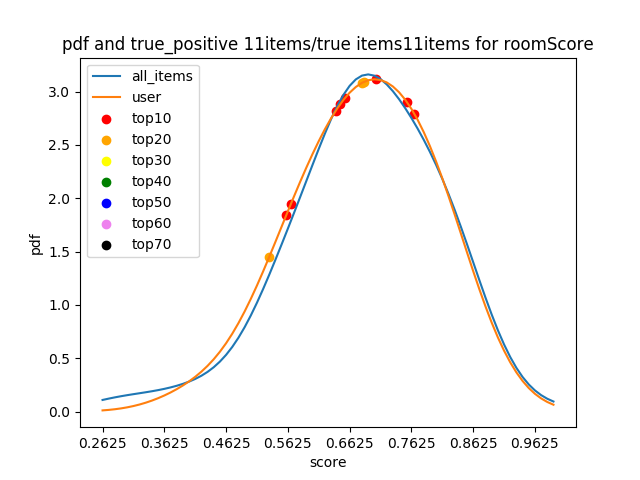 pdf and true_positive 11items/true items11items for roomScore
all_items
user
top10
top20
top30
top40
top50
top60
top70
3.0
2.5
2.0
1.5
1.0
0.5
0.0
pdf
0.2625 0.3625 0.4625 0.5625 0.6625 0.7625 0.8625 0.9625
score